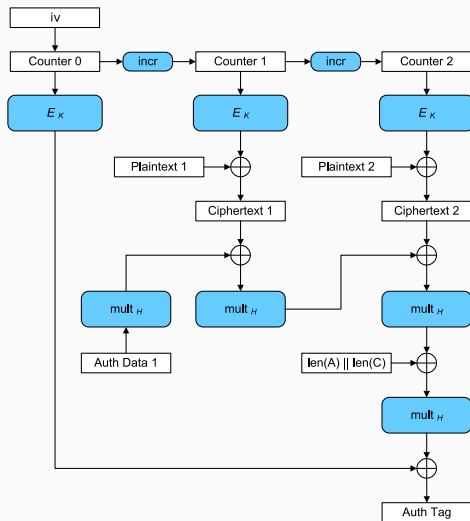 iv
Counter 0
incr
Counter 1
incr
Counter 2
E K
E K
E K
Plaintext 1
Plaintext 2
Ciphertext 1
Ciphertext 2
mult H
mult H
mult H
Auth Data 1
len(A) || len(C)
mult H
Auth Tag